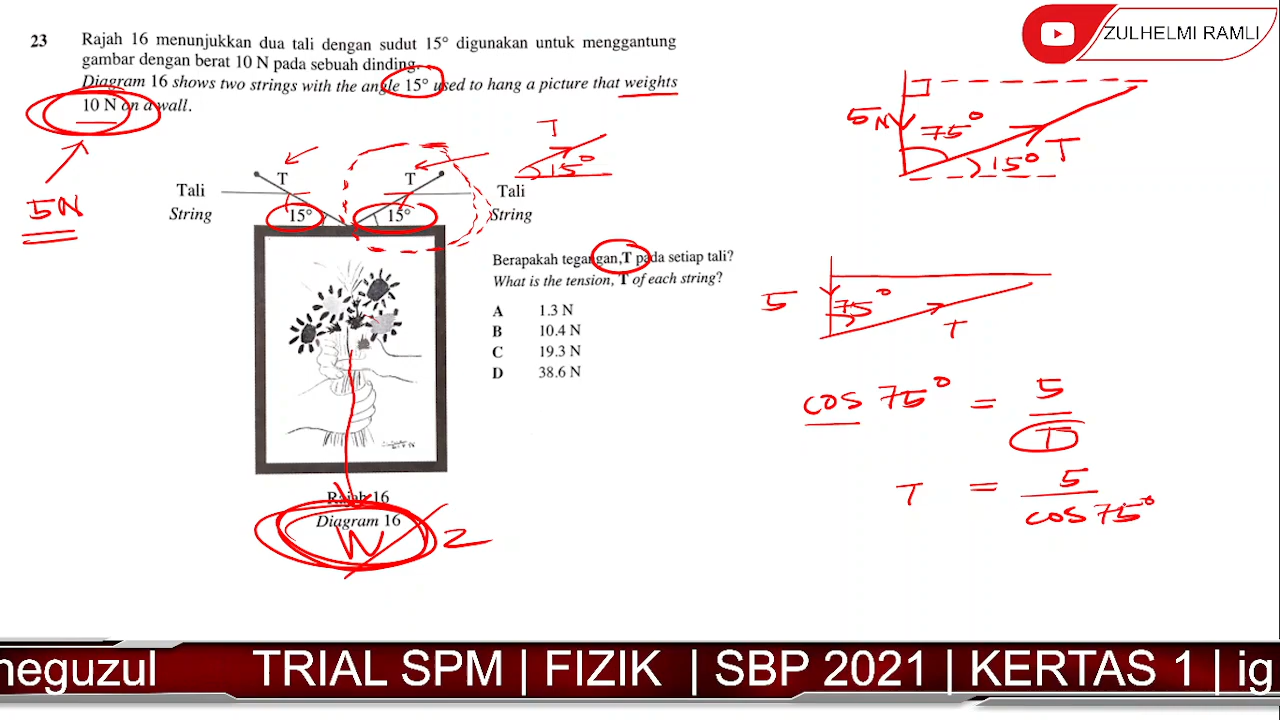 ZULHELMI RAMLI
23 Rajah 16 menunjukkan dua tali dengan sudut 15° digunakan untuk menggantung
gambar dengan berat 10 N pada sebuah dinding.
Diagram 16 shows two strings with the angle 15° used to hang a picture that weights
10 N on a wall.
5N
T
15°
T T
Tali Tali
String String
15° 15°
Berapakah tegangan,T pada setiap tali?
What is the tension, T of each string?
A 1.3 N
B 10.4 N
C 19.3 N
D 38.6 N
Rajah 16
Diagram 16
W
2
5N 75° 15° T
5 75° T
cos 75° = 5
T
T = 5
cos 75°
neguzul TRIAL SPM | FIZIK | SBP 2021 | KERTAS 1 | ig